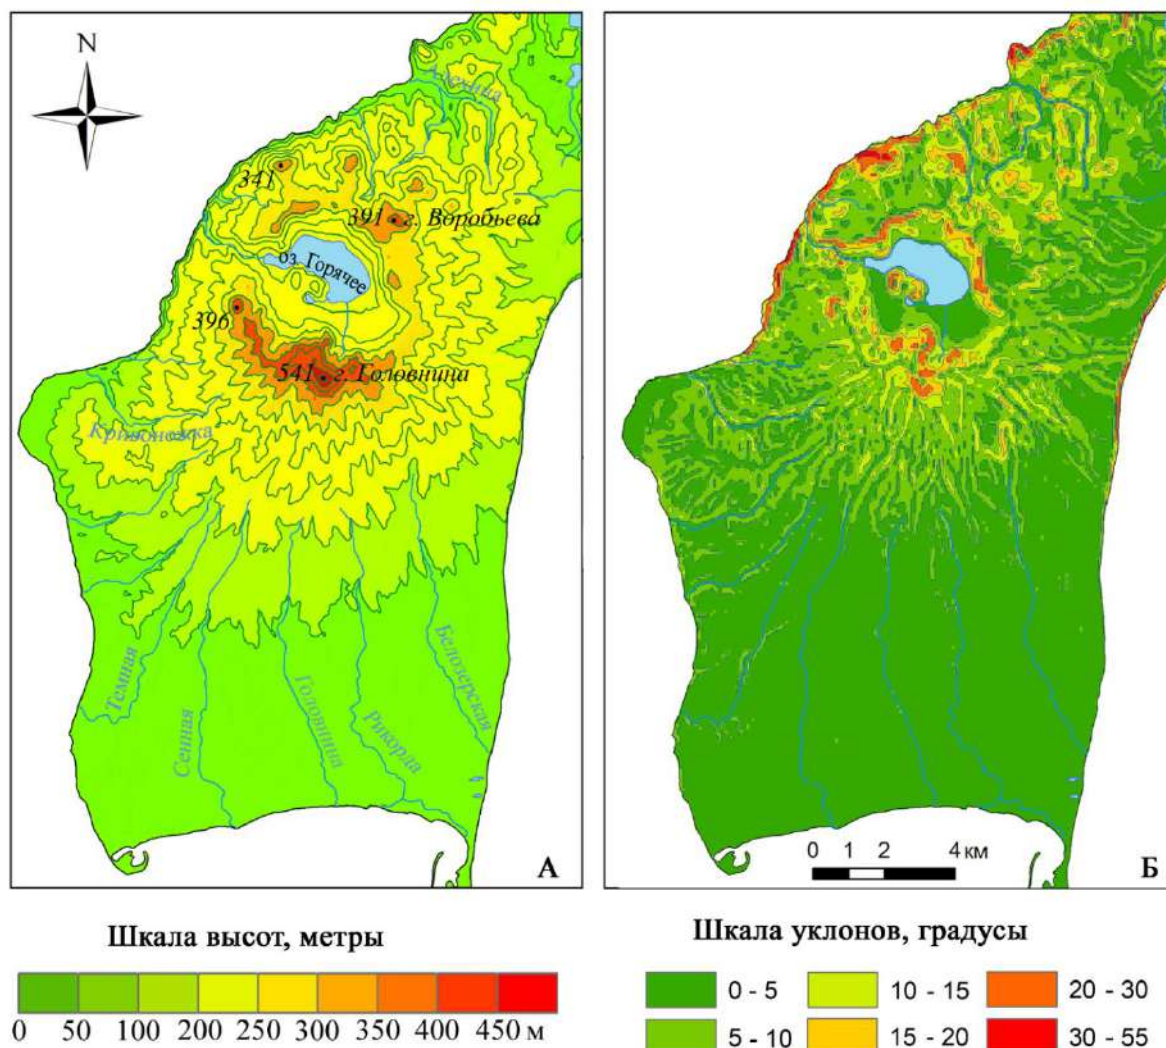 N
Алехина
341
391 г. Воробьева
оз. Горячее
396
541 г. Головнина
Кривоножка
Темная
Сенная
Головнина
Рикорда
Белозерская
А
0 1 2 4 км
Б
Шкала высот, метры
0 50 100 200 250 300 350 400 450 м
Шкала уклонов, градусы
0 - 5 10 - 15 20 - 30
5 - 10 15 - 20 30 - 55